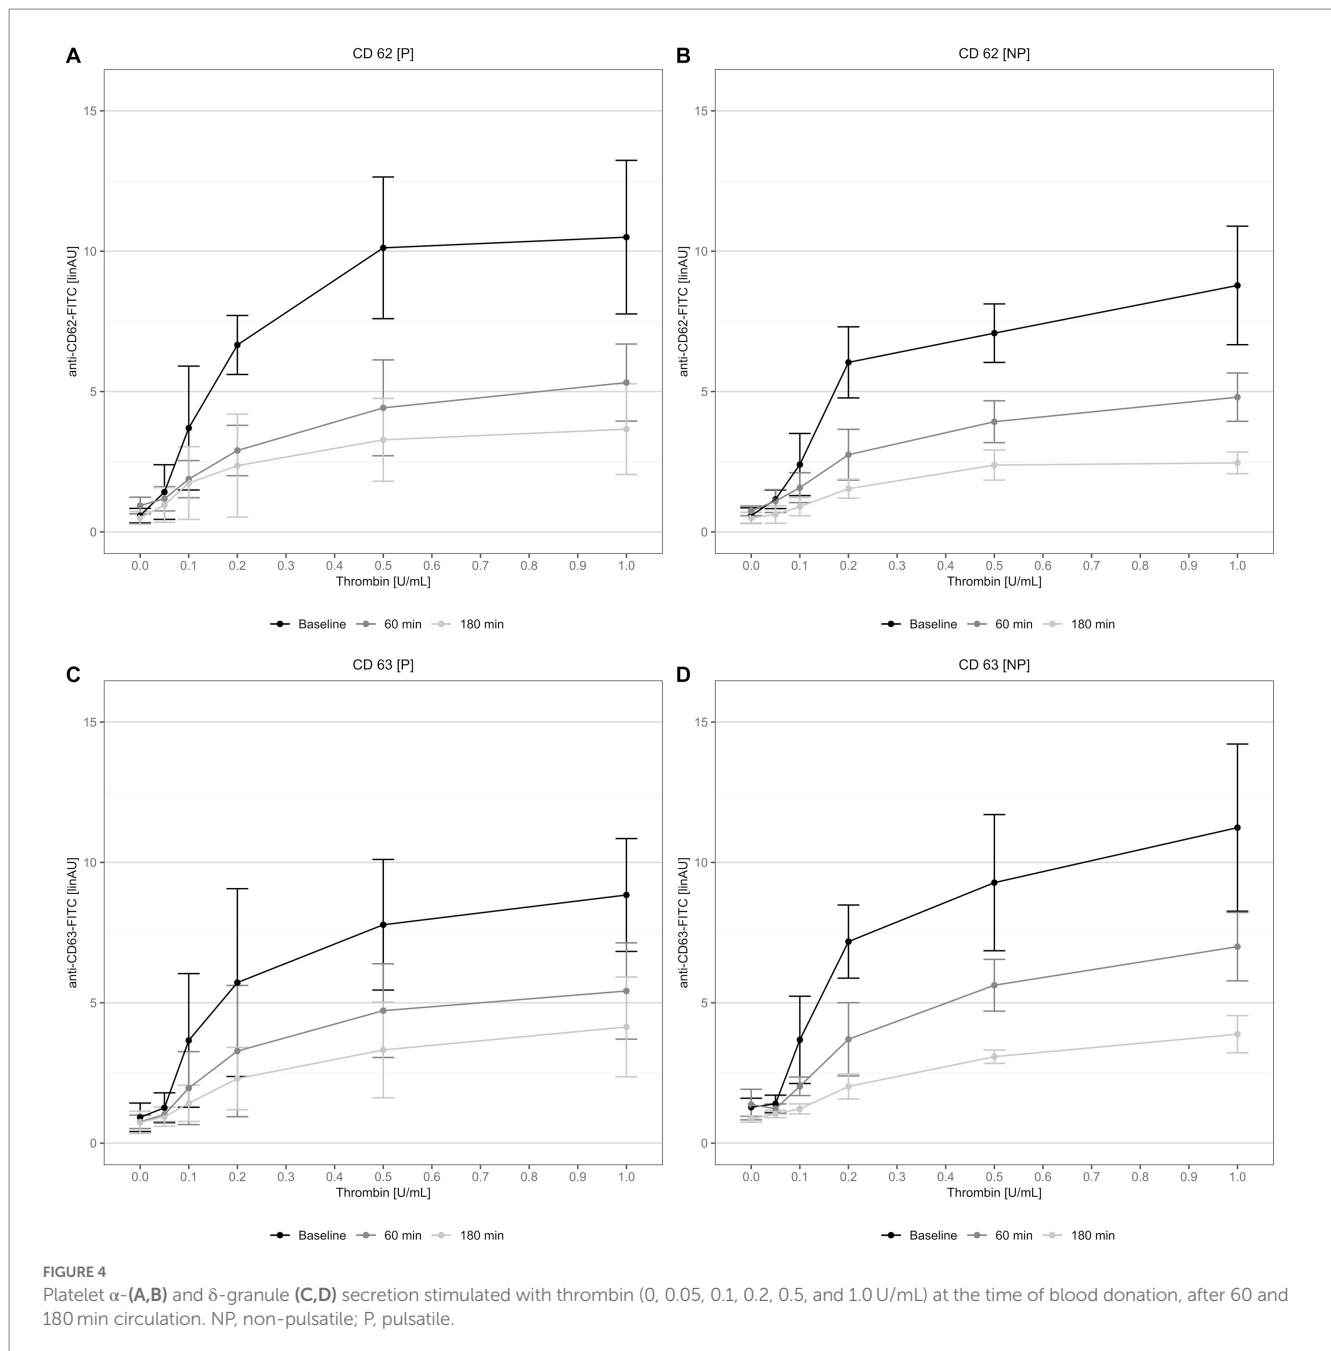 A
CD 62 [P]
15
10
5
0
anti-CD62-FITC [linAU]
0.0 0.1 0.2 0.3 0.4 0.5 0.6 0.7 0.8 0.9 1.0
Thrombin [U/mL]
Baseline 60 min 180 min
B
CD 62 [NP]
15
10
5
0
anti-CD62-FITC [linAU]
0.0 0.1 0.2 0.3 0.4 0.5 0.6 0.7 0.8 0.9 1.0
Thrombin [U/mL]
Baseline 60 min 180 min
C
CD 63 [P]
15
10
5
0
anti-CD63-FITC [linAU]
0.0 0.1 0.2 0.3 0.4 0.5 0.6 0.7 0.8 0.9 1.0
Thrombin [U/mL]
Baseline 60 min 180 min
D
CD 63 [NP]
15
10
5
0
anti-CD63-FITC [linAU]
0.0 0.1 0.2 0.3 0.4 0.5 0.6 0.7 0.8 0.9 1.0
Thrombin [U/mL]
Baseline 60 min 180 min
FIGURE 4
Platelet α-(A,B) and δ-granule (C,D) secretion stimulated with thrombin (0, 0.05, 0.1, 0.2, 0.5, and 1.0 U/mL) at the time of blood donation, after 60 and
180 min circulation. NP, non-pulsatile; P, pulsatile.